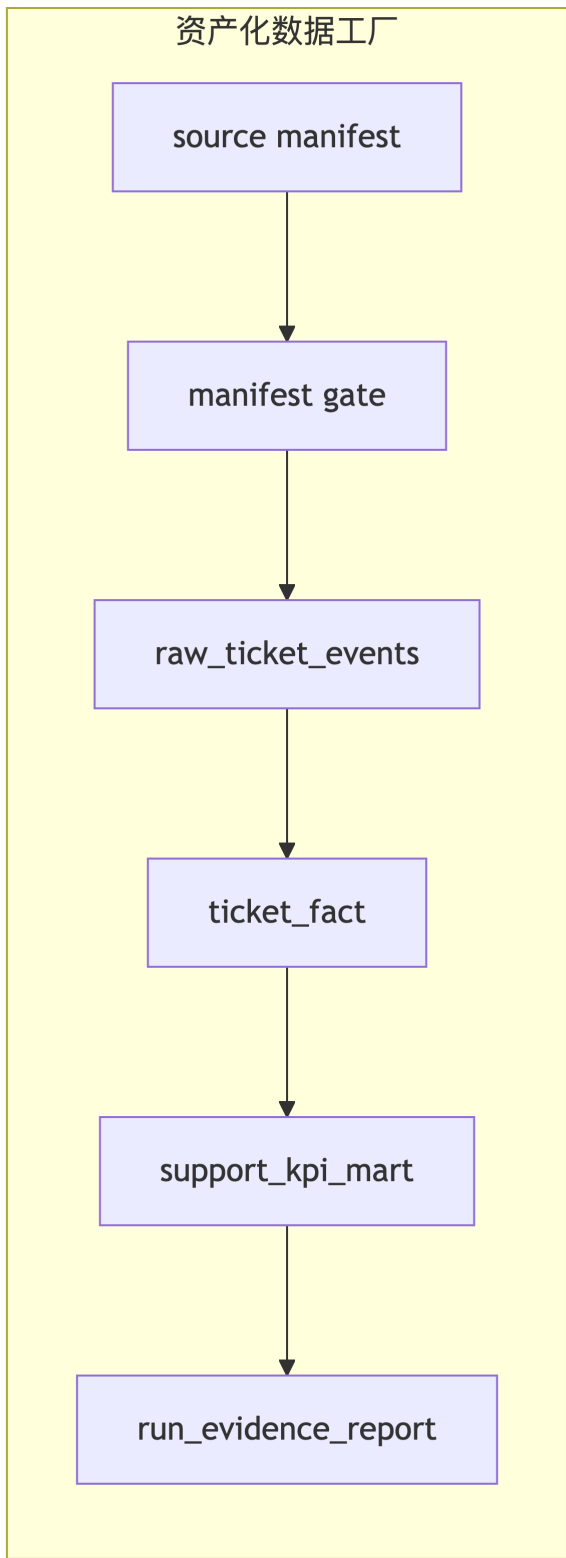 资产化数据工厂
source manifest
manifest gate
raw_ticket_events
ticket_fact
support_kpi_mart
run_evidence_report